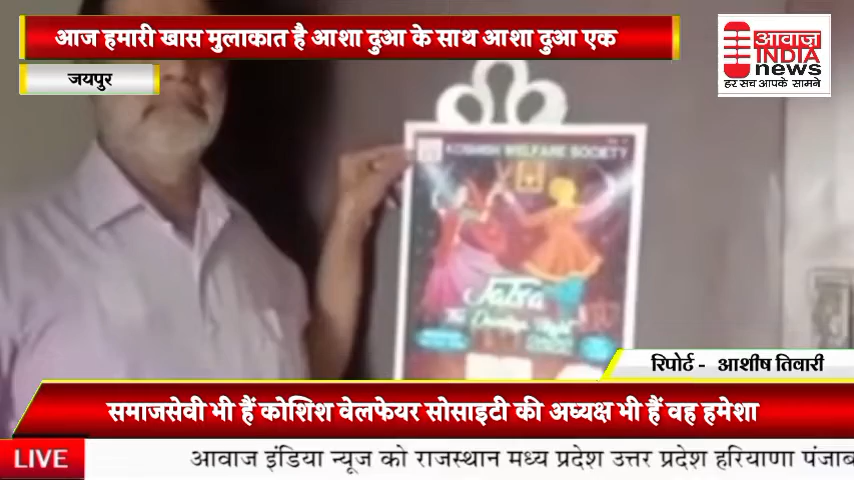 आज हमारी खास मुलाकात है आशा दुआ के साथ आशा दुआ एक
जयपुर
आवाज़
INDIA
news
हर सच आपके सामने
KOSHISH WELFARE SOCIETY
रिपोर्ट - आशीष तिवारी
समाजसेवी भी हैं कोशिश वेलफेयर सोसाइटी की अध्यक्ष भी हैं वह हमेशा
LIVE
आवाज इंडिया न्यूज को राजस्थान मध्य प्रदेश उत्तर प्रदेश हरियाणा पंजाब